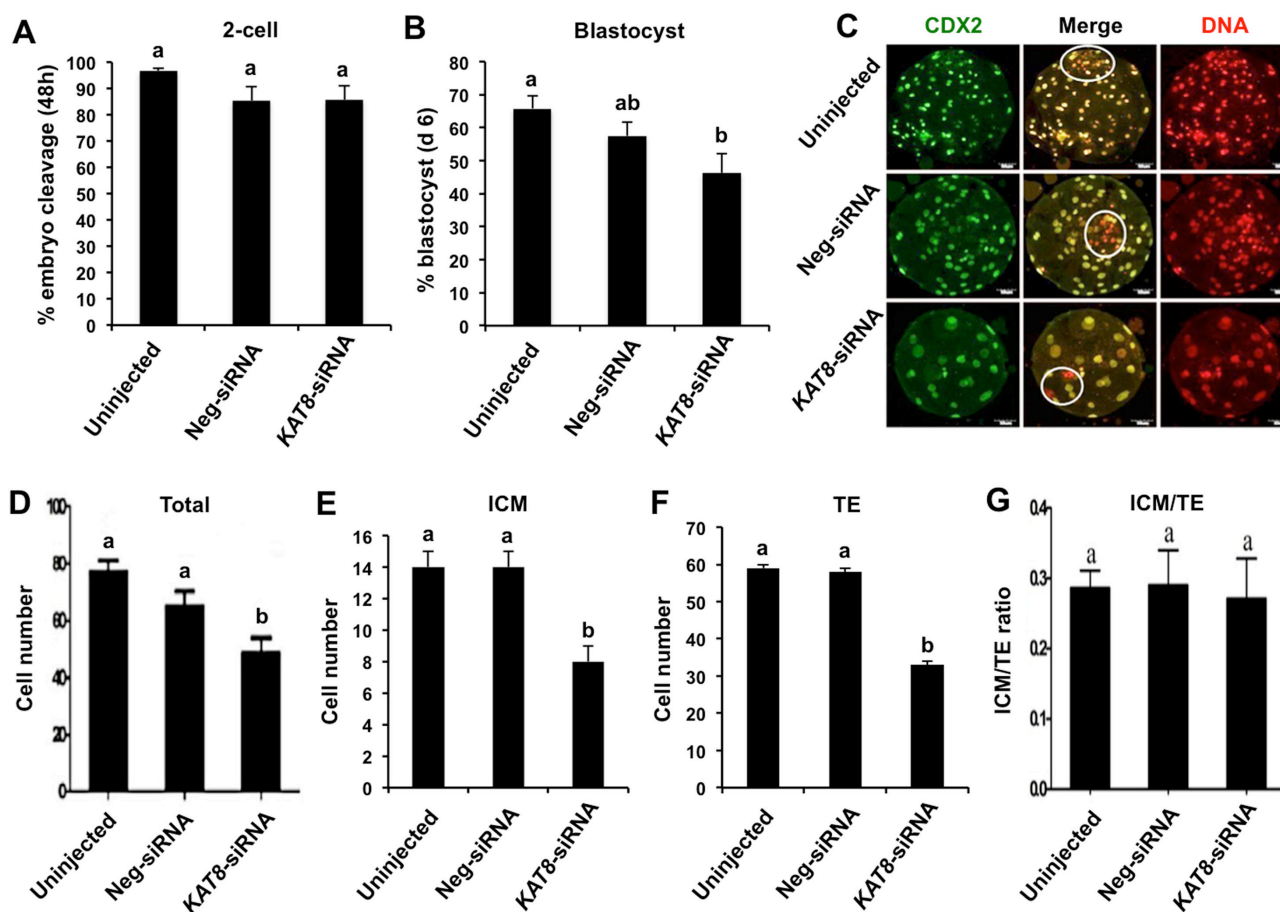 A
2-cell
a
a
a
% embryo cleavage (48h)
100
90
80
70
60
50
40
30
20
10
0
Uninjected
Neg-siRNA
KAT8-siRNA
B
Blastocyst
a
ab
b
% blastocyst (d 6)
80
70
60
50
40
30
20
10
0
Uninjected
Neg-siRNA
KAT8-siRNA
C
CDX2
Merge
DNA
Uninjected
Neg-siRNA
KAT8-siRNA
D
Total
a
a
b
Cell number
100
80
60
40
20
0
Uninjected
Neg-siRNA
KAT8-siRNA
E
ICM
a
a
b
Cell number
16
14
12
10
8
6
4
2
0
Uninjected
Neg-siRNA
KAT8-siRNA
F
TE
a
a
b
Cell number
70
60
50
40
30
20
10
0
Uninjected
Neg-siRNA
KAT8-siRNA
G
ICM/TE
a
a
a
ICM/TE ratio
0.4
0.3
0.2
0.1
0.0
Uninjected
Neg-siRNA
KAT8-siRNA